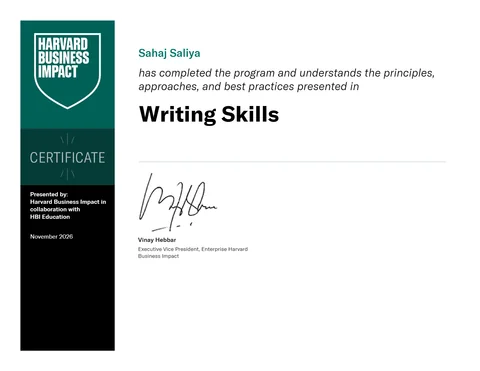 HARVARD
BUSINESS
IMPACT
CERTIFICATE
Presented by:
Harvard Business Impact in
collaboration with
HBI Education
November 2026
Sahaj Saliya
has completed the program and understands the principles,
approaches, and best practices presented in
Writing Skills
Vinay Hebbar
Executive Vice President, Enterprise Harvard
Business Impact